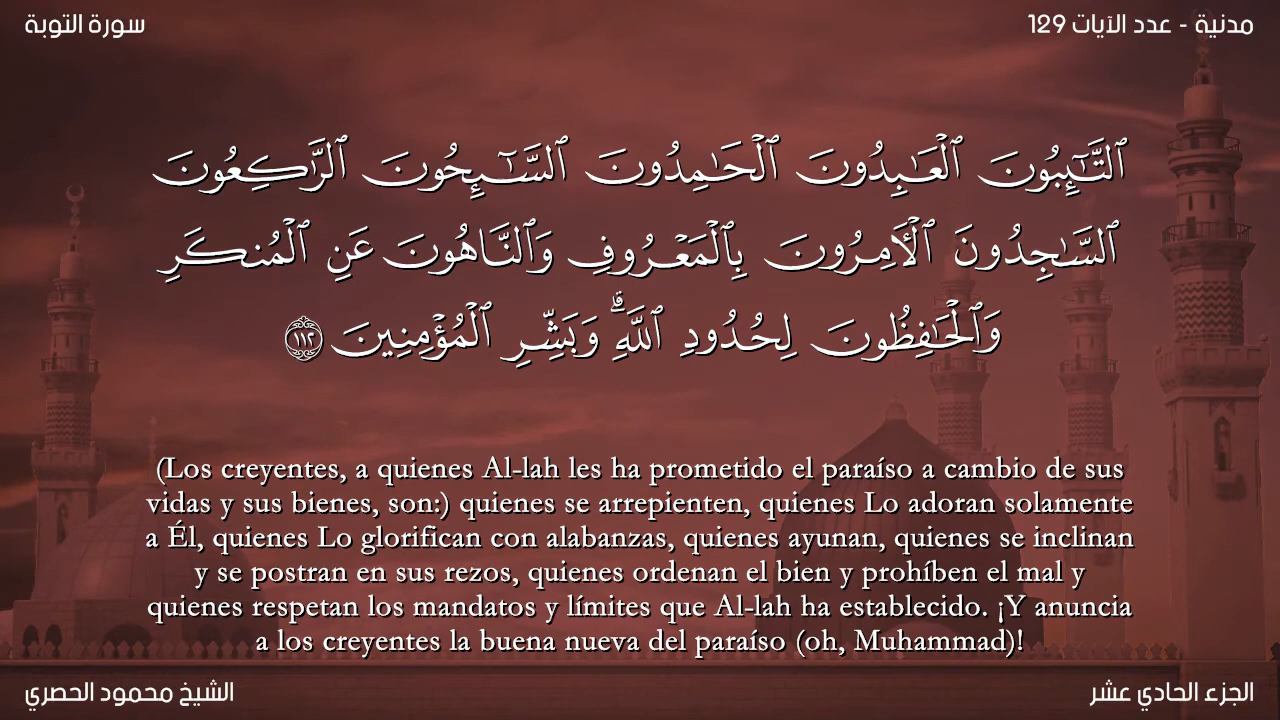 سورة التوبة
مدنية - عدد الآيات 129
ٱلتَّـٰٓئِبُونَ ٱلْعَـٰبِدُونَ ٱلْحَـٰمِدُونَ ٱلسَّـٰٓئِحُونَ ٱلرَّٰكِعُونَ
ٱلسَّـٰجِدُونَ ٱلْـَٔامِرُونَ بِٱلْمَعْرُوفِ وَٱلنَّاهُونَ عَنِ ٱلْمُنكَرِ
وَٱلْحَـٰفِظُونَ لِحُدُودِ ٱللَّهِ ۗ وَبَشِّرِ ٱلْمُؤْمِنِينَ ١١٢
(Los creyentes, a quienes Al-lah les ha prometido el paraíso a cambio de sus
vidas y sus bienes, son:) quienes se arrepienten, quienes Lo adoran solamente
a Él, quienes Lo glorifican con alabanzas, quienes ayunan, quienes se inclinan
y se postran en sus rezos, quienes ordenan el bien y prohíben el mal y
quienes respetan los mandatos y límites que Al-lah ha establecido. ¡Y anuncia
a los creyentes la buena nueva del paraíso (oh, Muhammad)!
الشيخ محمود الحصري
الجزء الحادي عشر